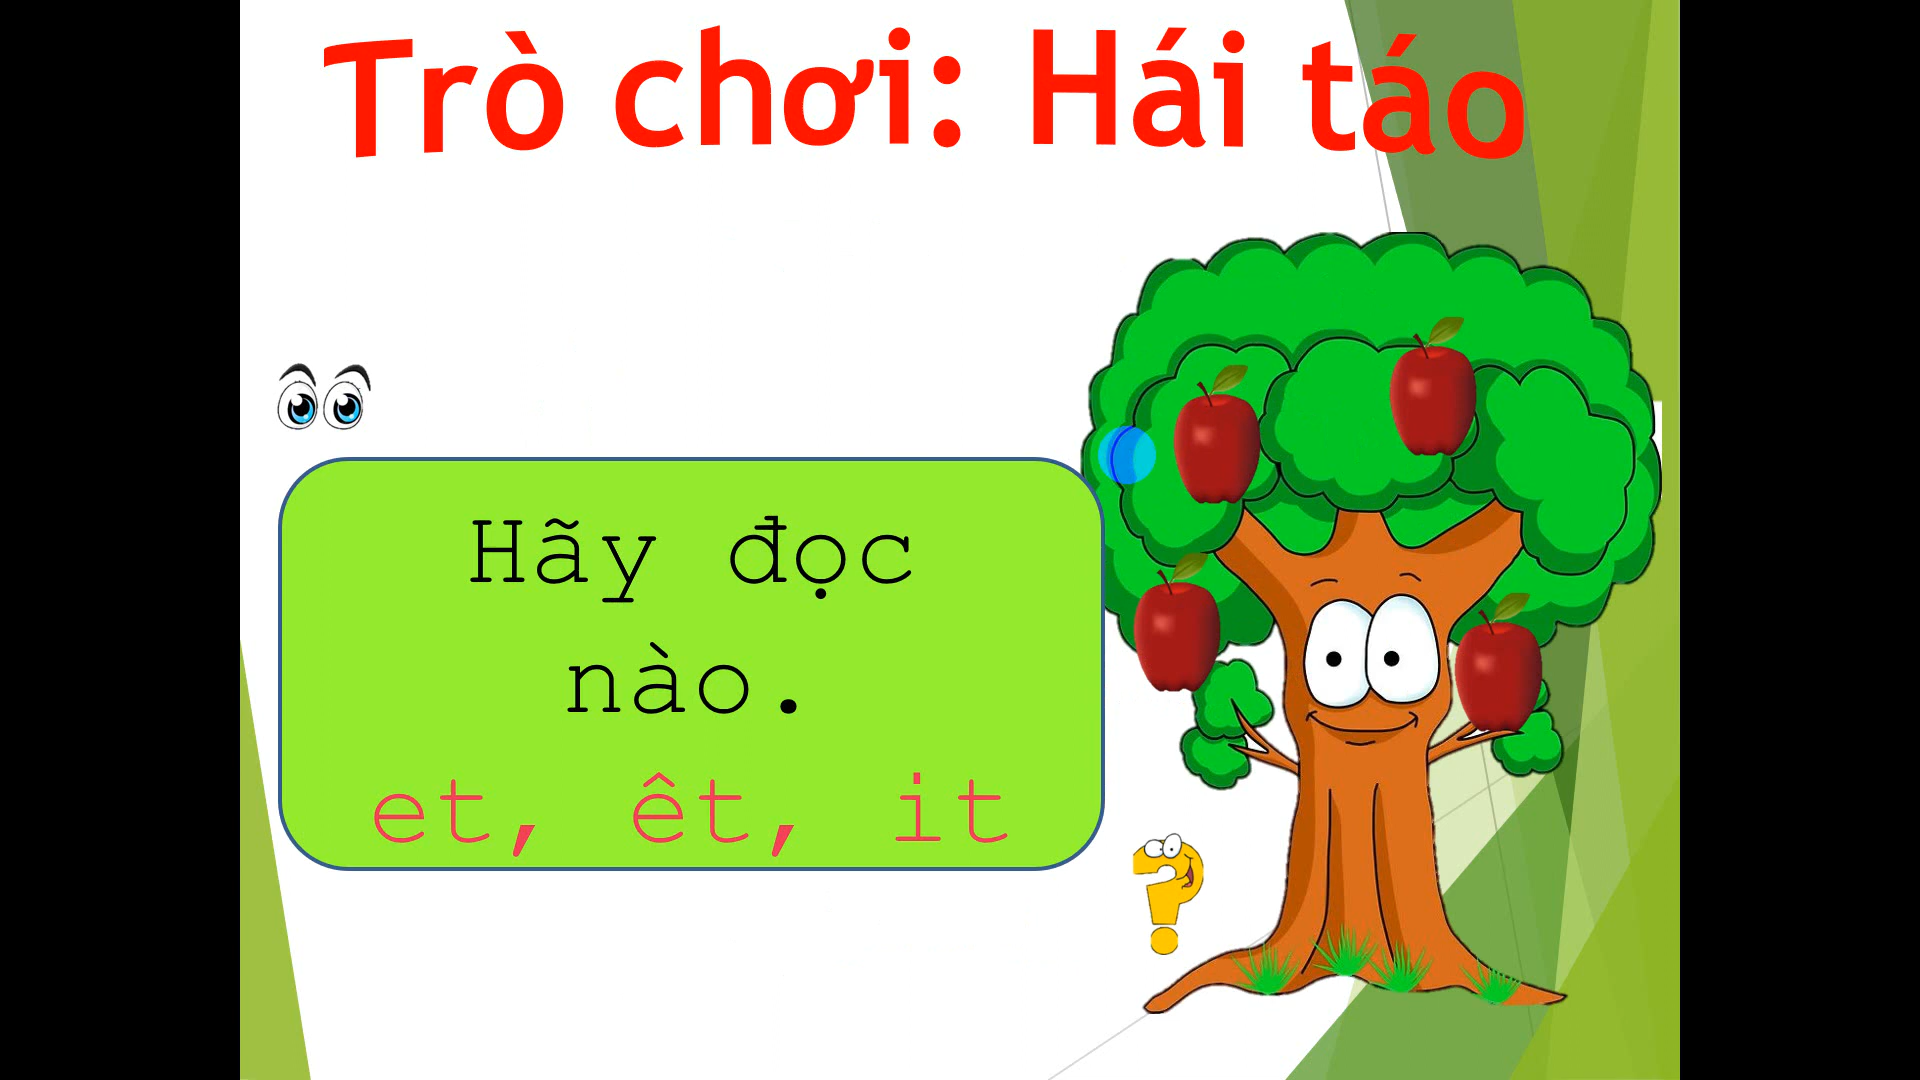 Trò chơi: Hái táo
Hãy đọc
nào.
et, êt, it